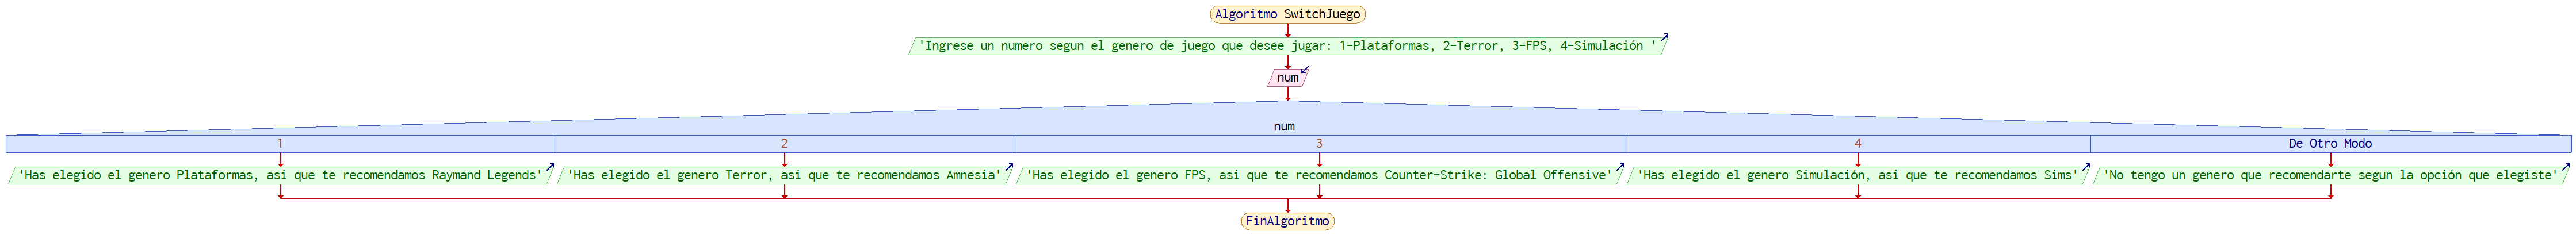 Algoritmo SwitchJuego
'Ingrese un numero segun el genero de juego que desee jugar: 1-Plataformas, 2-Terror, 3-FPS, 4-Simulación '
num
num
1 2 3 4 De Otro Modo
'Has elegido el genero Plataformas, asi que te recomendamos Raymand Legends' 'Has elegido el genero Terror, asi que te recomendamos Amnesia' 'Has elegido el genero FPS, asi que te recomendamos Counter-Strike: Global Offensive' 'Has elegido el genero Simulación, asi que te recomendamos Sims' 'No tengo un genero que recomendarte segun la opción que elegiste'
FinAlgoritmo